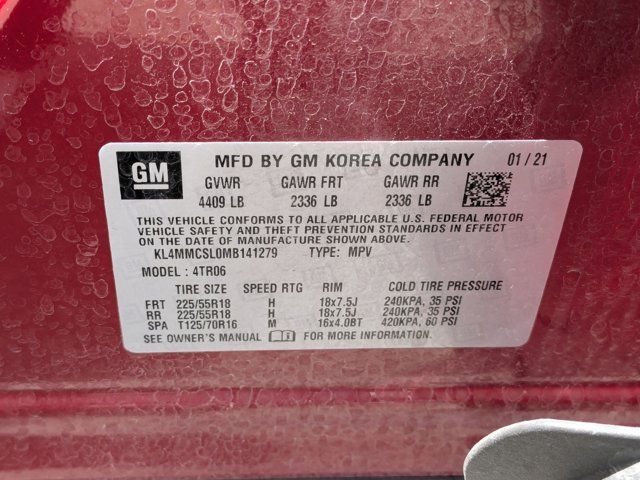 GM MFD BY GM KOREA COMPANY 01/21
GVWR GAWR FRT GAWR RR
4409 LB 2336 LB 2336 LB
THIS VEHICLE CONFORMS TO ALL APPLICABLE U.S. FEDERAL MOTOR
VEHICLE SAFETY AND THEFT PREVENTION STANDARDS IN EFFECT
ON THE DATE OF MANUFACTURE SHOWN ABOVE.
KL4MMCSL0MB141279 TYPE: MPV
MODEL: 4TR06
TIRE SIZE SPEED RTG RIM COLD TIRE PRESSURE
FRT 225/55R18 H 18x7.5J 240KPA, 35 PSI
RR 225/55R18 H 18x7.5J 240KPA, 35 PSI
SPA T125/70R16 M 16x4.0BT 420KPA, 60 PSI
SEE OWNER'S MANUAL FOR MORE INFORMATION.